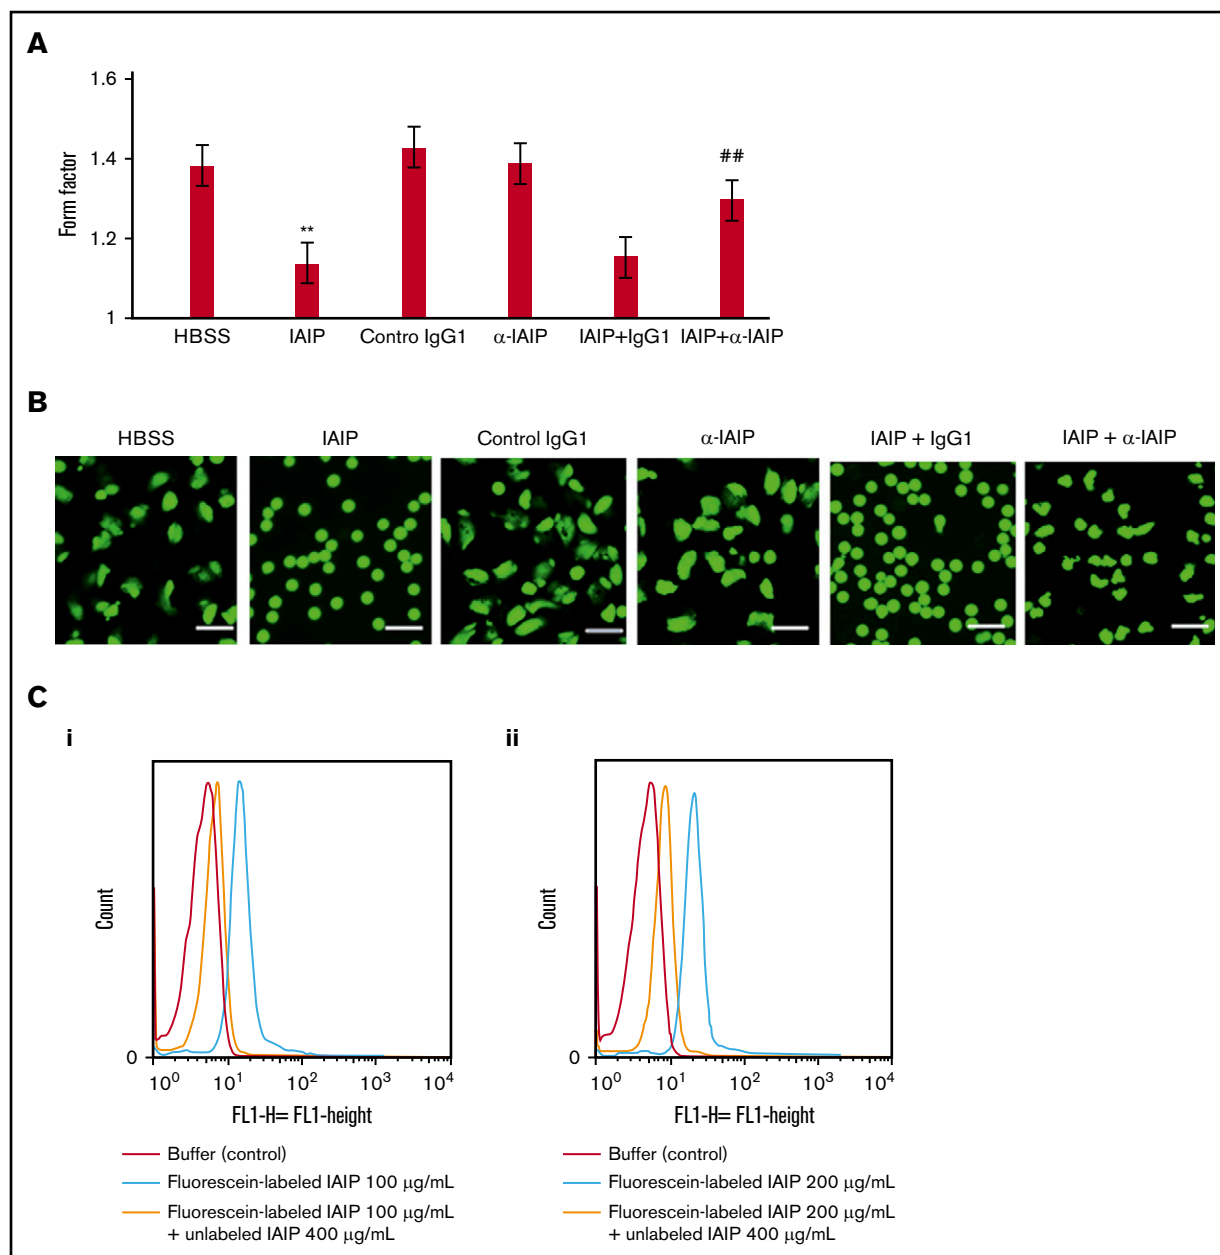 A
1.6
1.4
1.2
1
Form factor
**
##
HBSS
IAIP
Contro IgG1
α-IAIP
IAIP+IgG1
IAIP+α-IAIP
B
HBSS
IAIP
Control IgG1
α-IAIP
IAIP + IgG1
IAIP + α-IAIP
C
i
Count
0
10⁰ 10¹ 10² 10³ 10⁴
FL1-H= FL1-height
Buffer (control)
Fluorescein-labeled IAIP 100 μg/mL
Fluorescein-labeled IAIP 100 μg/mL
+ unlabeled IAIP 400 μg/mL
ii
Count
0
10⁰ 10¹ 10² 10³ 10⁴
FL1-H= FL1-height
Buffer (control)
Fluorescein-labeled IAIP 200 μg/mL
Fluorescein-labeled IAIP 200 μg/mL
+ unlabeled IAIP 400 μg/mL